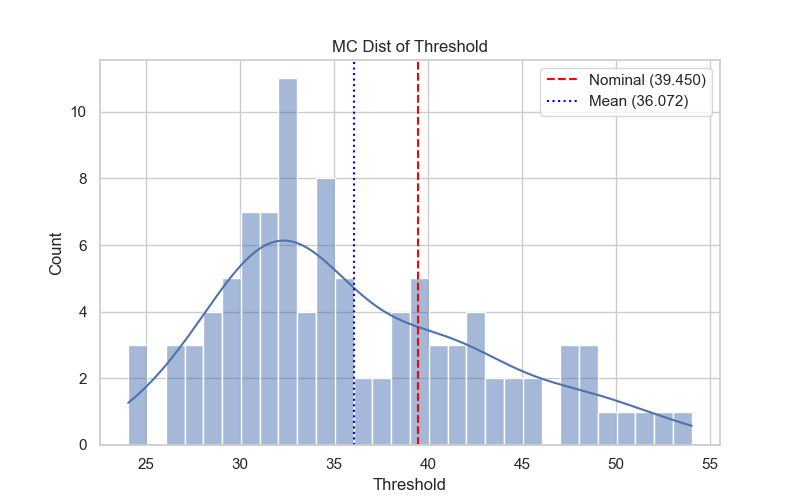 MC Dist of Threshold
Nominal (39.450)
Mean (36.072)
Count
10
8
6
4
2
0
25 30 35 40 45 50 55
Threshold